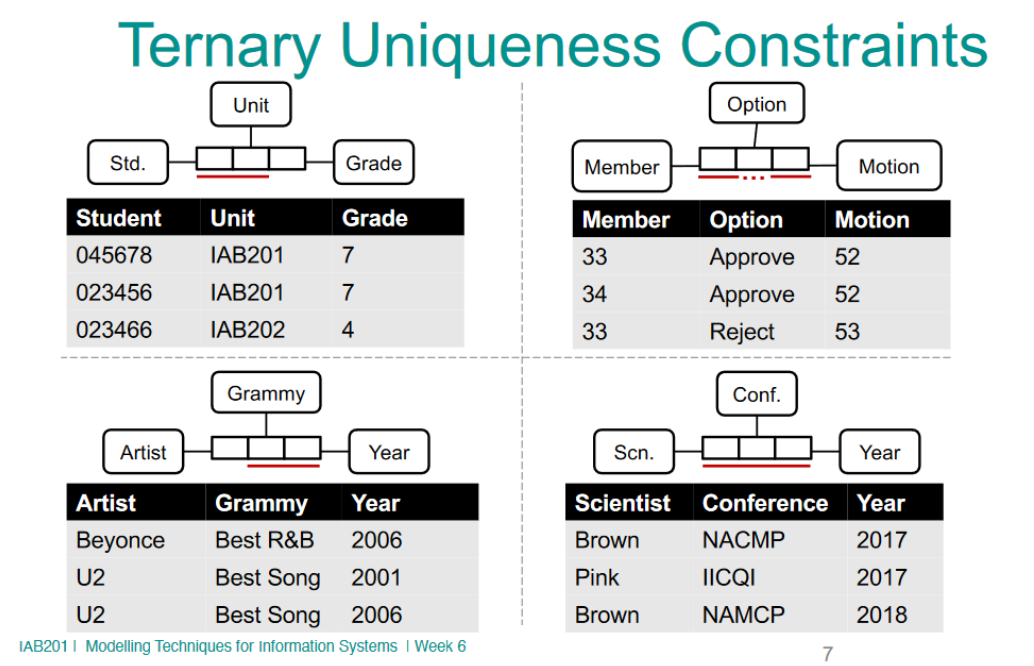 Ternary Uniqueness Constraints
Unit
Std.
Grade
Student Unit Grade
045678 IAB201 7
023456 IAB201 7
023466 IAB202 4
Option
Member
Motion
Member Option Motion
33 Approve 52
34 Approve 52
33 Reject 53
Grammy
Artist
Year
Artist Grammy Year
Beyonce Best R&B 2006
U2 Best Song 2001
U2 Best Song 2006
Conf.
Scn.
Year
Scientist Conference Year
Brown NACMP 2017
Pink IICQI 2017
Brown NAMCP 2018
IAB201 | Modelling Techniques for Information Systems | Week 6
7